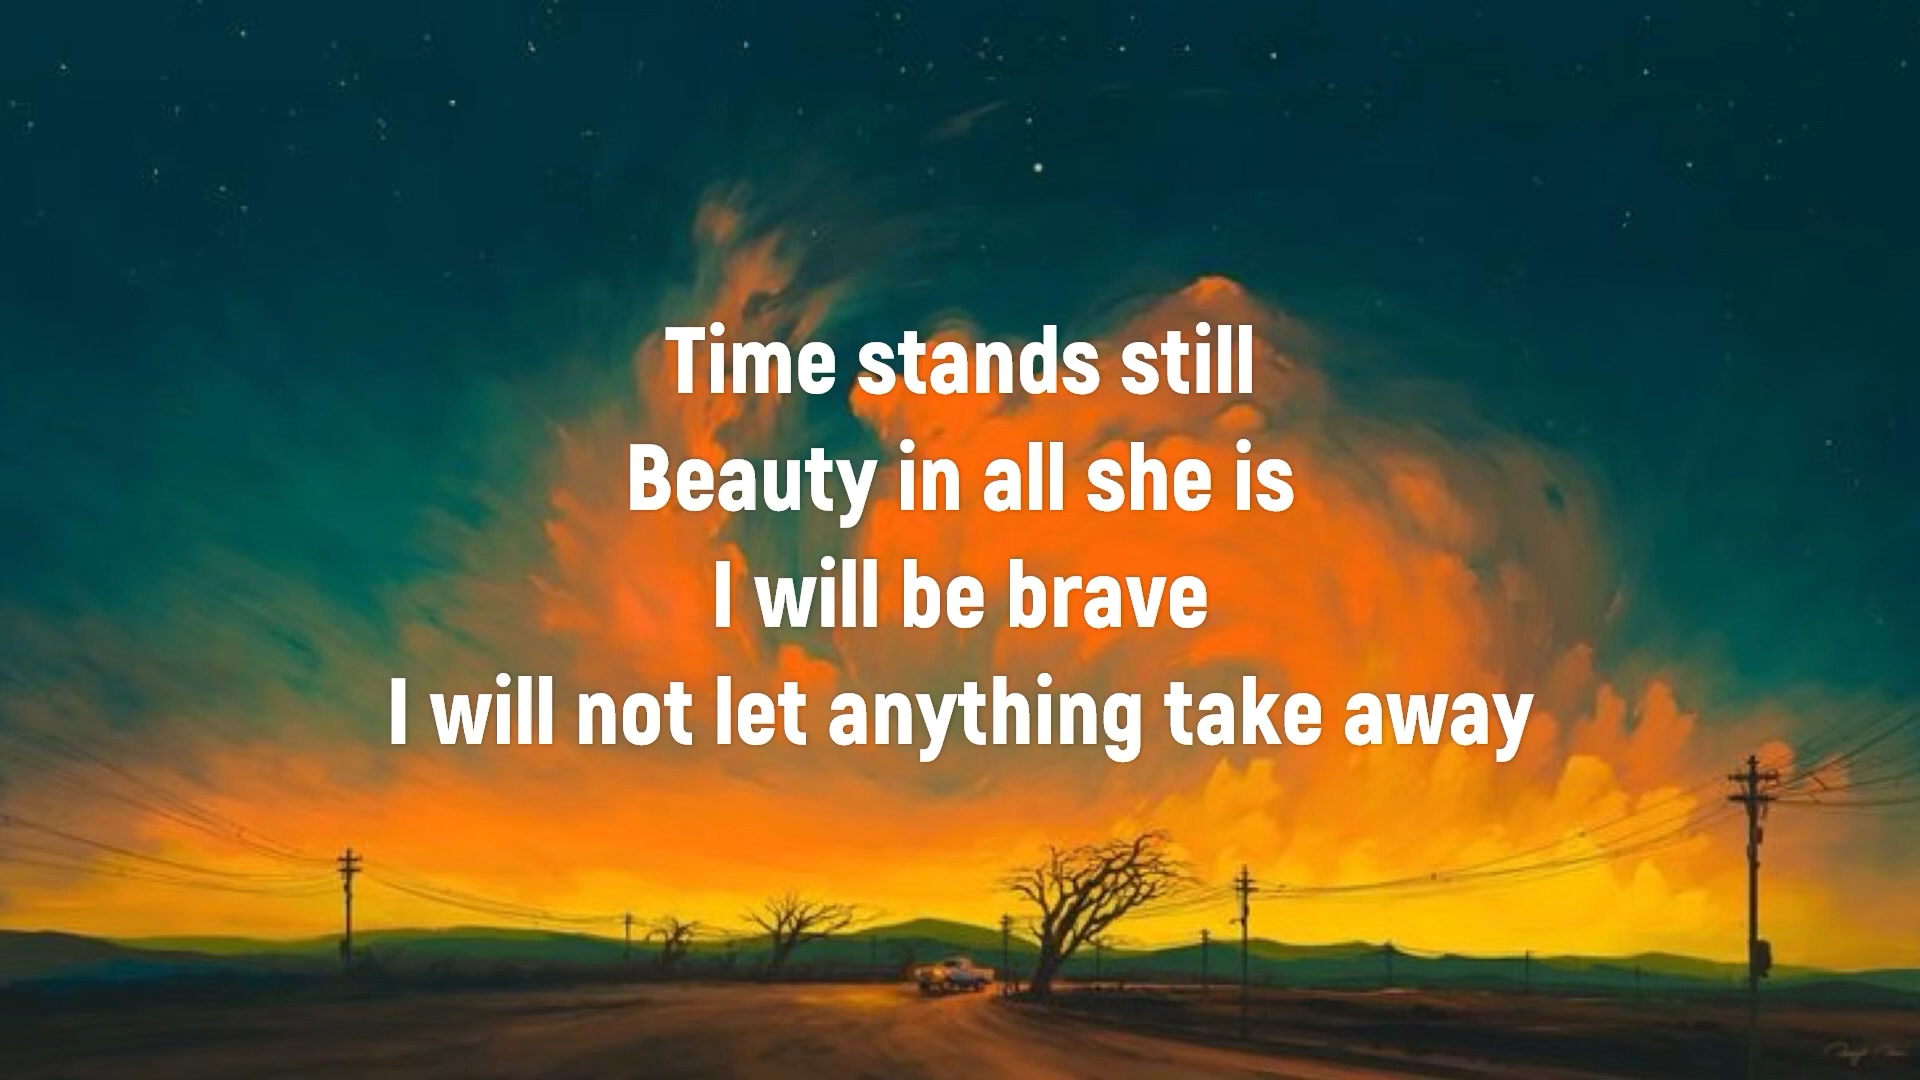 Time stands still
Beauty in all she is
I will be brave
I will not let anything take away